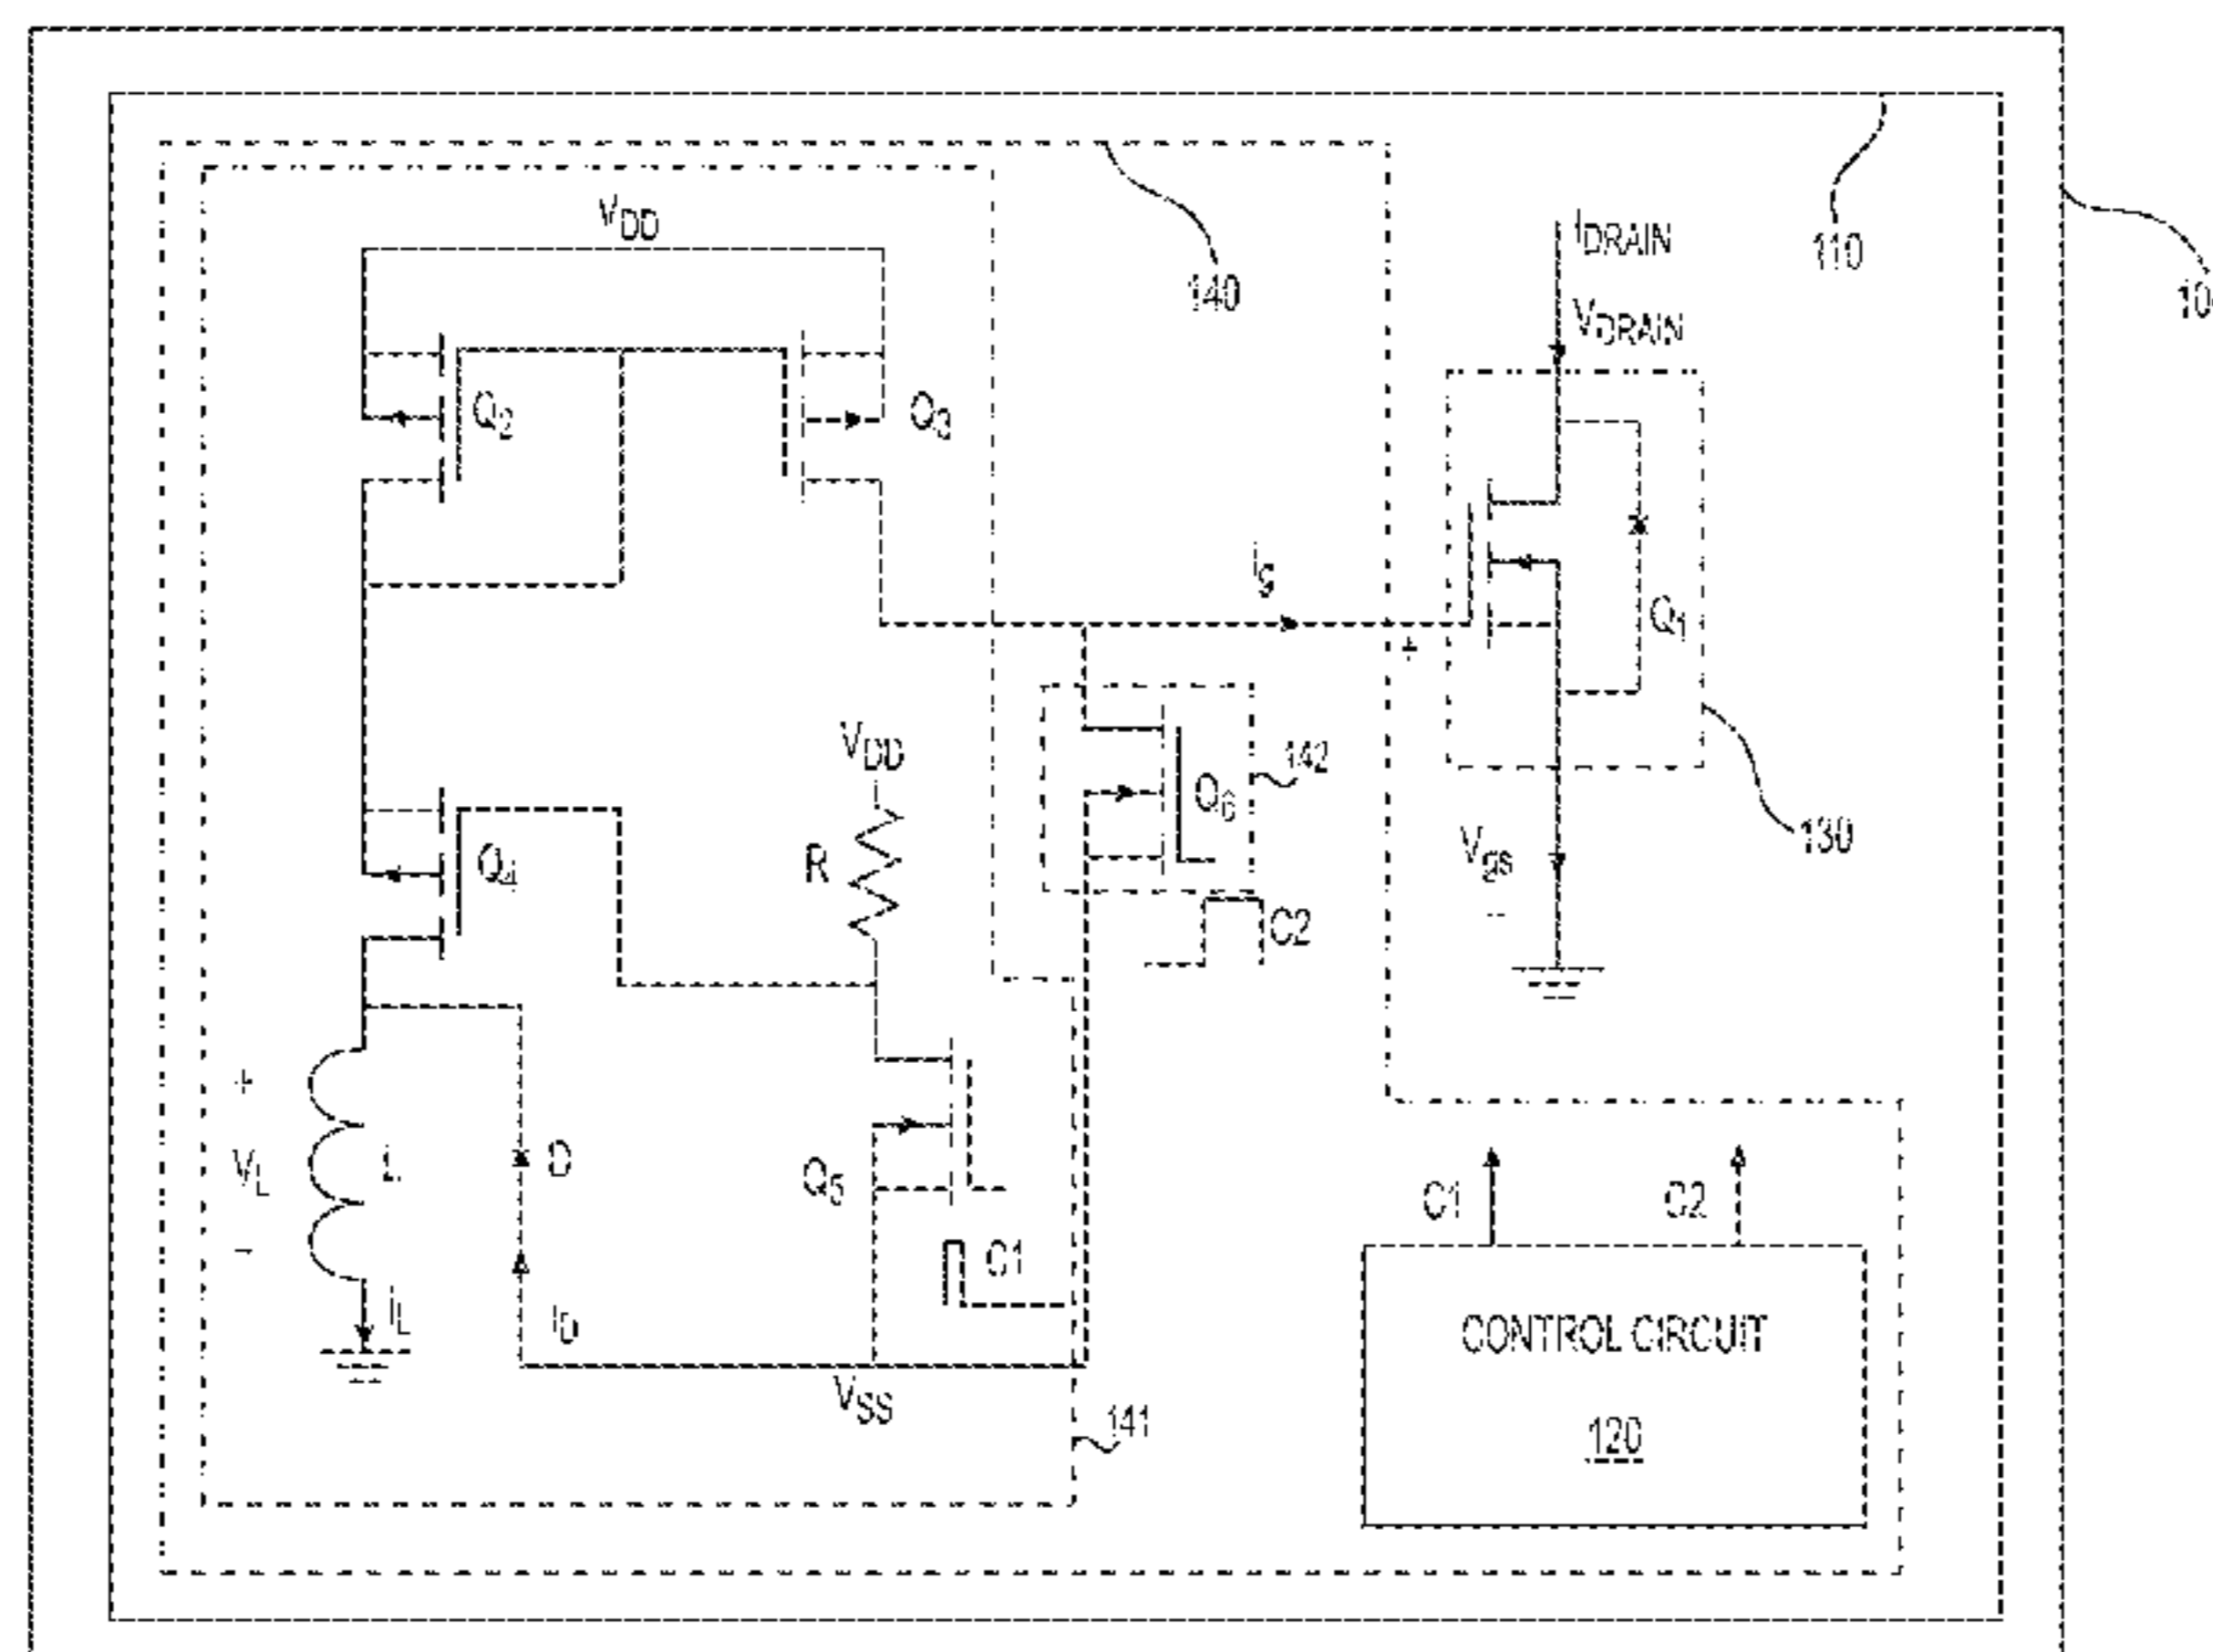 VDD
IDRAIN
110
140
10
VDRAIN
Q2
Q3
ig
Q1
+
VDD
142
Q6
Vgs
130
R
Q4
-
C2
+
VL
L
D
Q5
C1
C2
-
C1
iL
iD
CONTROL CIRCUIT
VSS
141
120